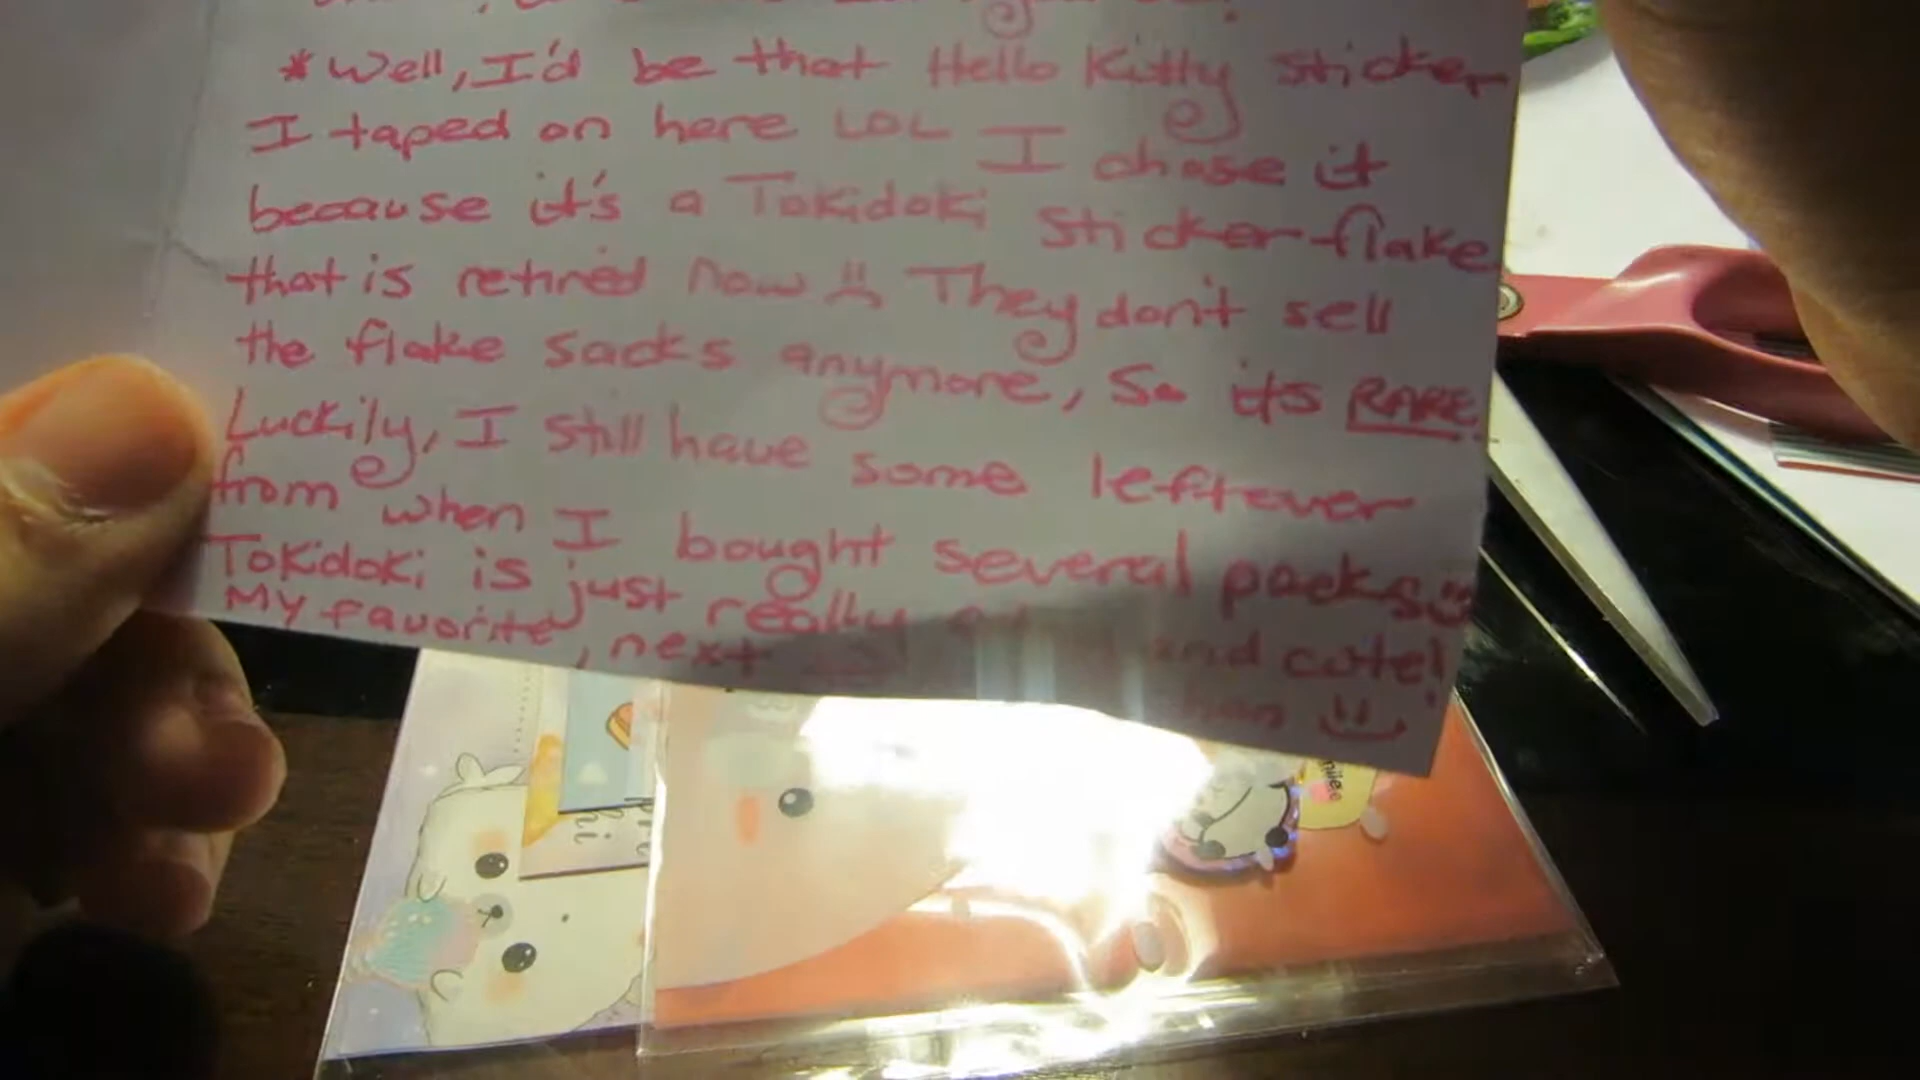 *Well, I'd be that Hello Kitty sticker
I taped on here LOL I chose it
because it's a Tokidoki sticker-flake
that is retired now They don't sell
the flake sacks anymore, so its RARE!
Luckily, I still have some leftover
from when I bought several packs
Tokidoki is just really and cute!
My favorite, next
hi